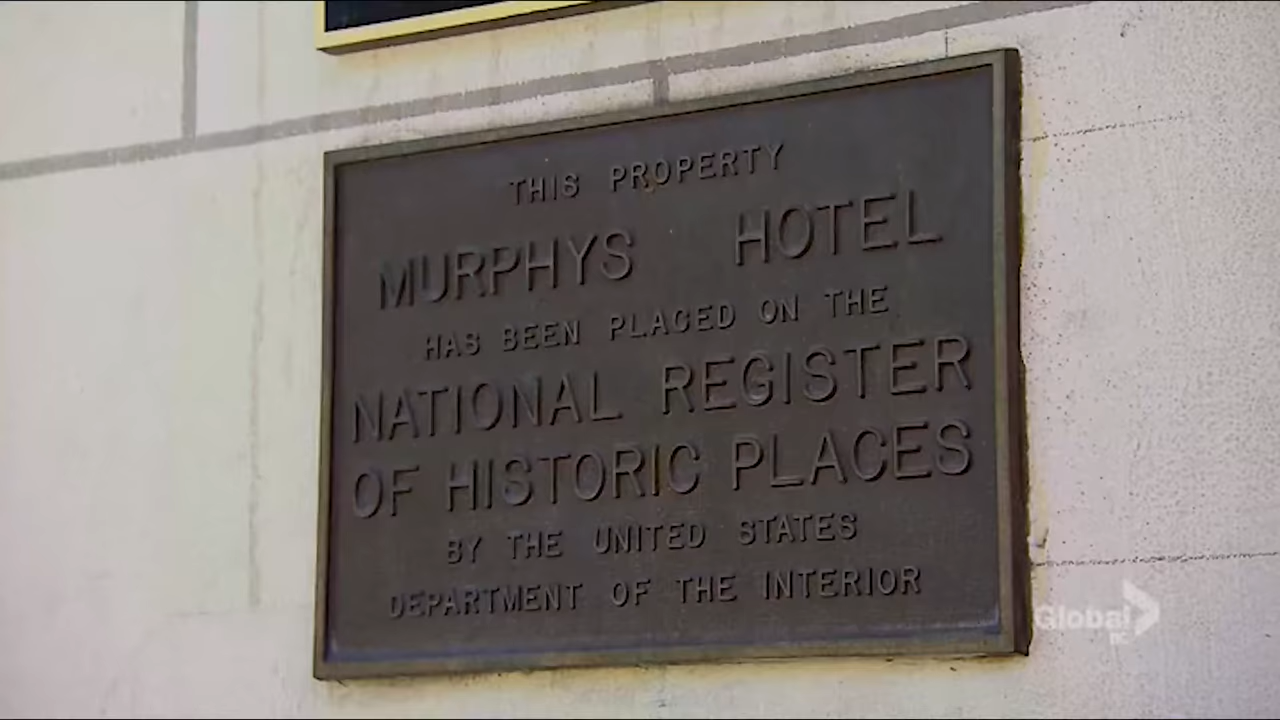 THIS PROPERTY
MURPHYS HOTEL
HAS BEEN PLACED ON THE
NATIONAL REGISTER
OF HISTORIC PLACES
BY THE UNITED STATES
DEPARTMENT OF THE INTERIOR
Global
BC